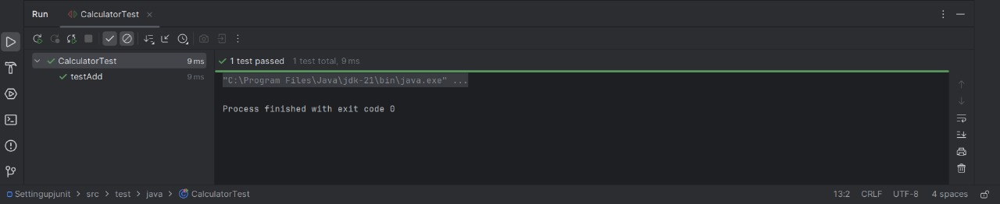 Run CalculatorTest
CalculatorTest 9 ms
testAdd 9 ms
1 test passed 1 test total, 9 ms
"C:\Program Files\Java\jdk-21\bin\java.exe" ...
Process finished with exit code 0
Settingupjunit > src > test > java > CalculatorTest 13:2 CRLF UTF-8 4 spaces